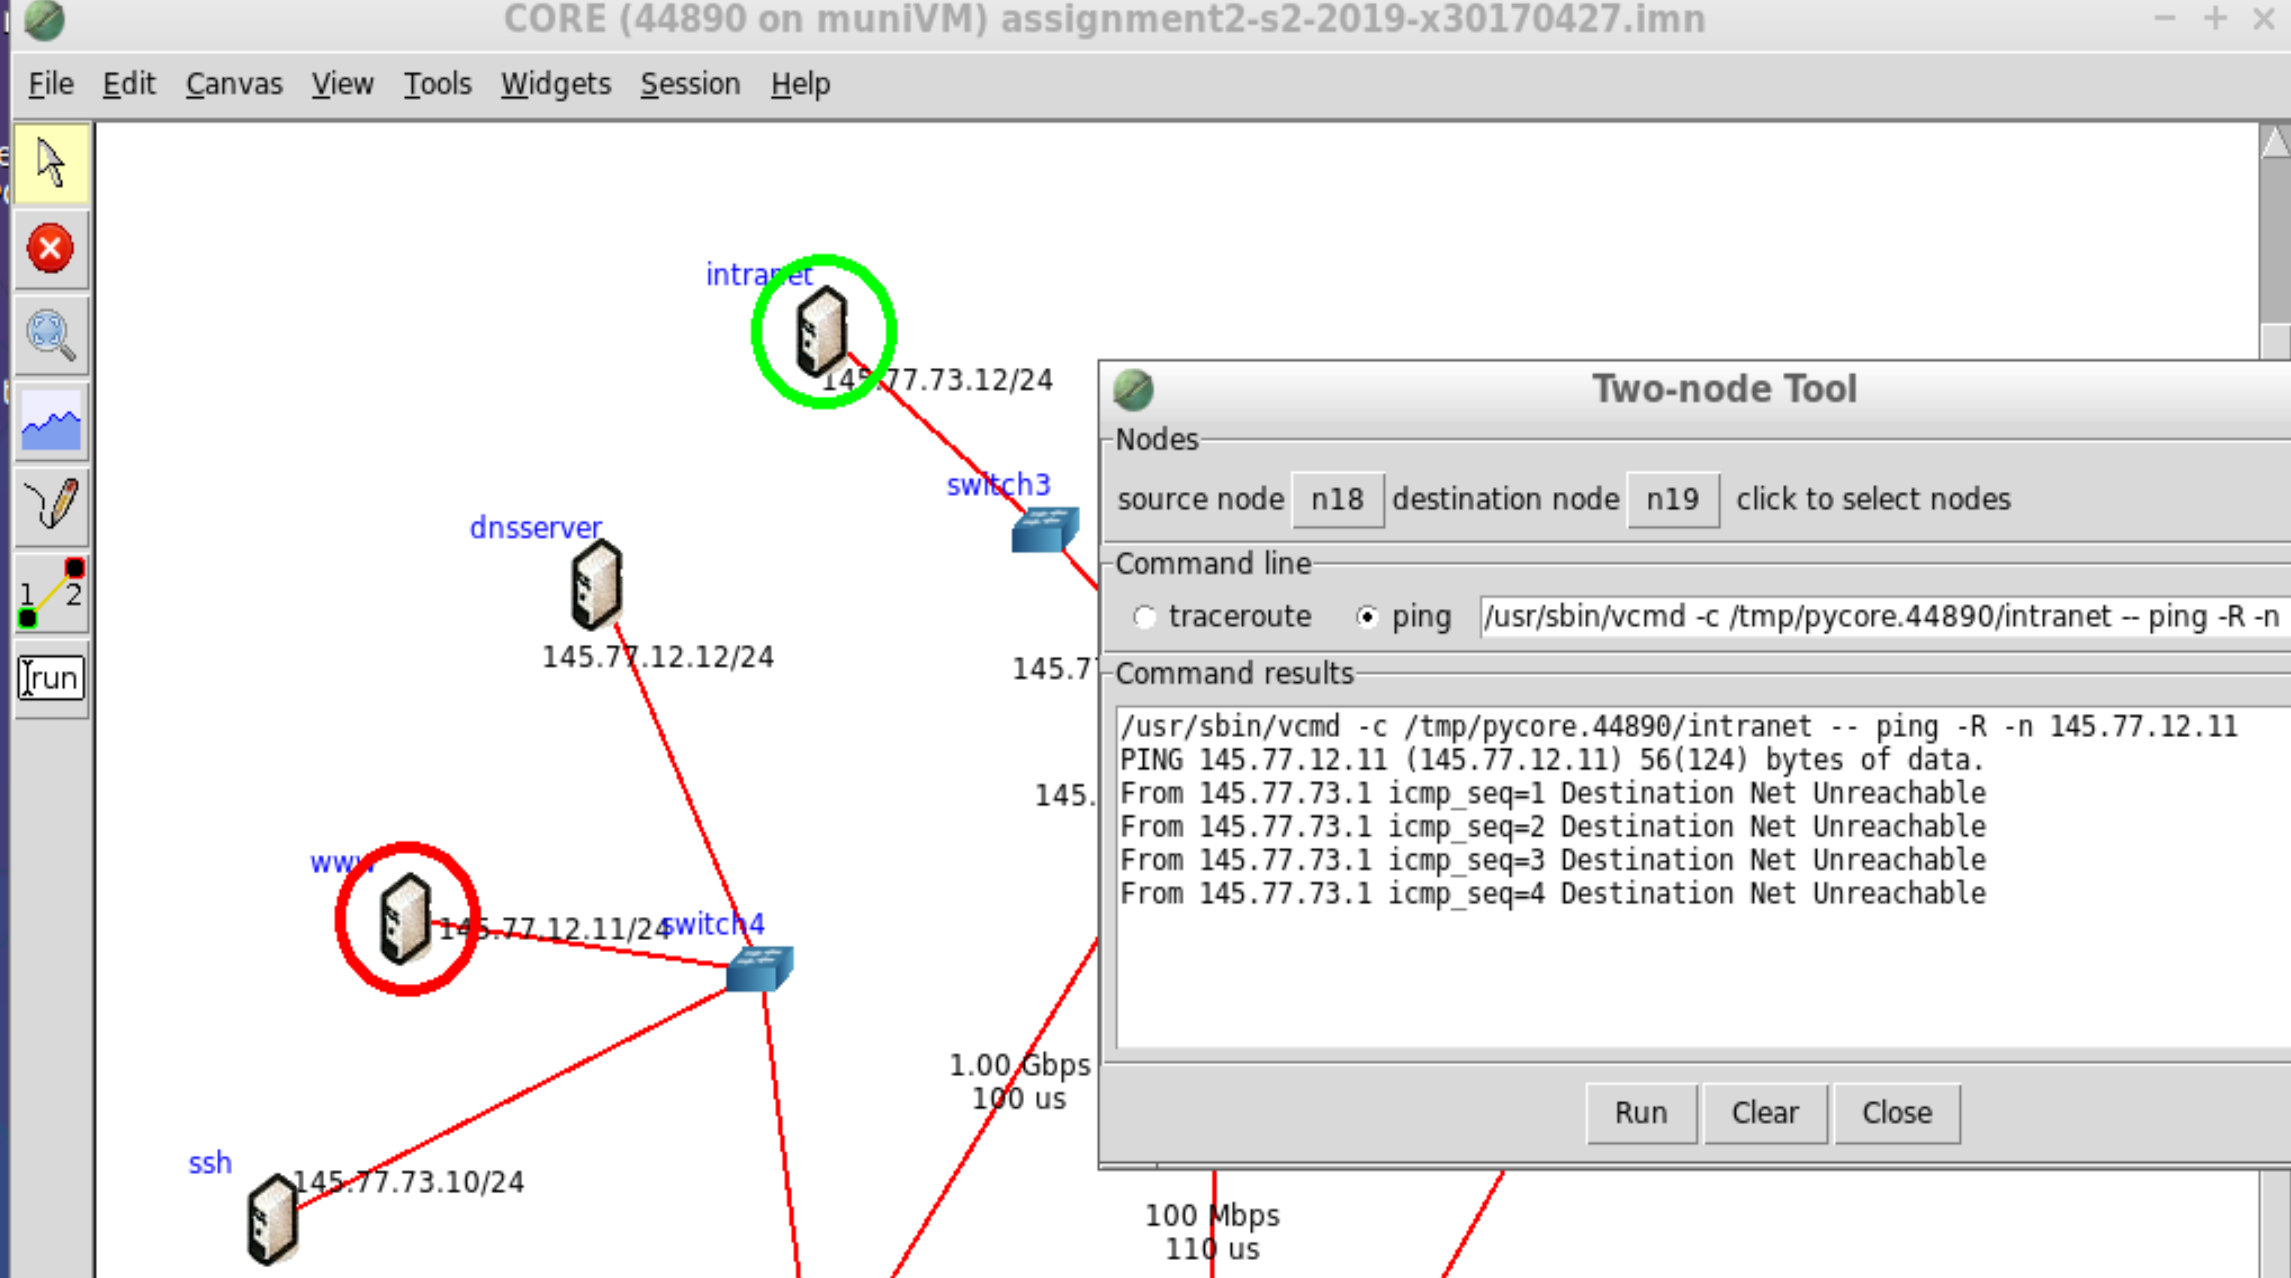 CORE (44890 on muniVM) assignment2-s2-2019-x30170427.imn
File Edit Canvas View Tools Widgets Session Help
intranet
145.77.73.12/24
Two-node Tool
Nodes
switch3
source node n18 destination node n19 click to select nodes
dnsserver
Command line
1 2
traceroute ping /usr/sbin/vcmd -c /tmp/pycore.44890/intranet -- ping -R -n
145.77.12.12/24
145.77
Command results
run
/usr/sbin/vcmd -c /tmp/pycore.44890/intranet -- ping -R -n 145.77.12.11
PING 145.77.12.11 (145.77.12.11) 56(124) bytes of data.
145.
From 145.77.73.1 icmp_seq=1 Destination Net Unreachable
From 145.77.73.1 icmp_seq=2 Destination Net Unreachable
From 145.77.73.1 icmp_seq=3 Destination Net Unreachable
From 145.77.73.1 icmp_seq=4 Destination Net Unreachable
www
145.77.12.11/24
switch4
1.00 Gbps
100 us
Run Clear Close
ssh
145.77.73.10/24
100 Mbps
110 us